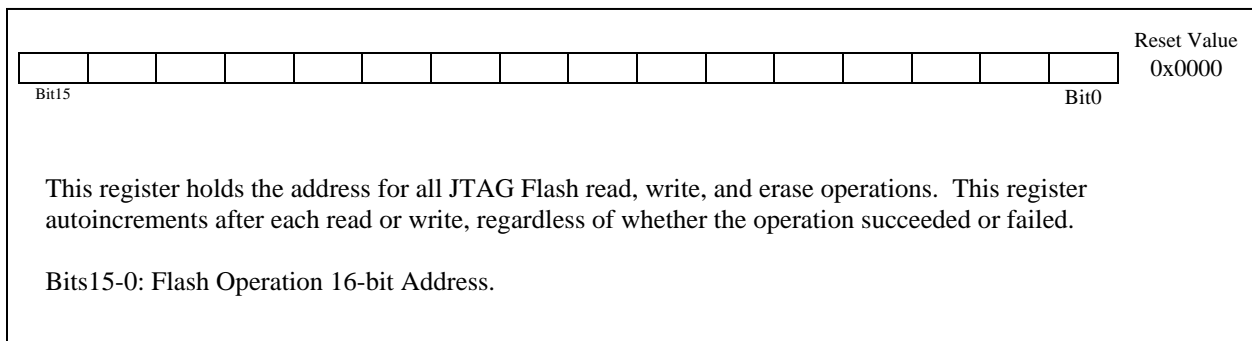 Reset Value
0x0000
Bit15
Bit0
This register holds the address for all JTAG Flash read, write, and erase operations.  This register
autoincrements after each read or write, regardless of whether the operation succeeded or failed.
Bits15-0: Flash Operation 16-bit Address.